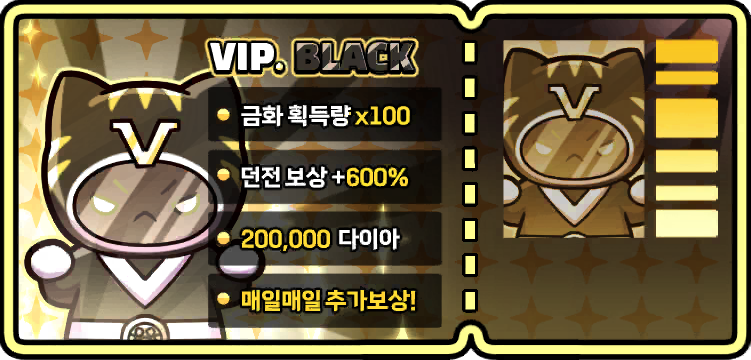 VIP. BLACK
V
V
금화 획득량 x100
던전 보상 +600%
200,000 다이아
매일매일 추가보상!